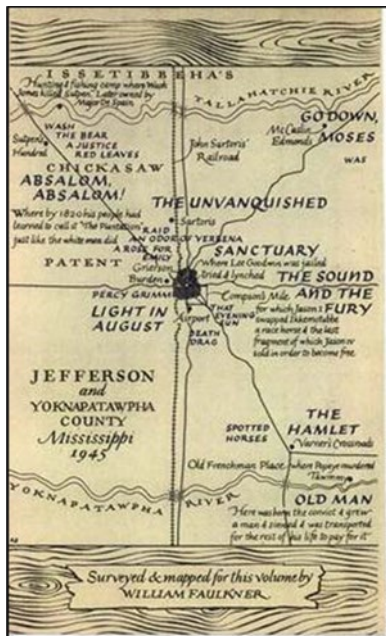 ISSETIBBEHA'S
Hunting & fishing camp where Wash
Jones killed Sutpen. Later owned by
Major De Spain
TALLAHATCHIE RIVER
GO DOWN,
MOSES
McCaslin
Edmonds
WAS
WASH
THE BEAR
A JUSTICE
RED LEAVES
Sutpen's
Hundred
John Sartoris'
Railroad
CHICKASAW
ABSALOM,
ABSALOM!
THE UNVANQUISHED
Where by 1820 his people had
learned to call it "The Plantation"
just like the white men did
Sartoris
RAID
AN ODOR OF VERBENA
A ROSE FOR
EMILY
PATENT
Grierson
Burden
SANCTUARY
Where Lee Goodwin was jailed
tried & lynched
THE SOUND
AND THE
FURY
PERCY GRIMM
LIGHT IN
AUGUST
Airport
DEATH
DRAG
THAT
EVENING
SUN
Compson's Mile
for which Jason I
swapped Ikkemotubbe
a race horse & the last
fragment of which Jason IV
sold in order to become free.
JEFFERSON
and
YOKNAPATAWPHA
COUNTY
Mississippi
1945
THE
HAMLET
SPOTTED
HORSES
Varner's Crossroads
Old Frenchman Place, where Popeye murdered
Tawmmy
YOKNAPATAWPHA RIVER
OLD MAN
"Here was born the convict & grew
a man & sinned & was transported
for the rest of his life to pay for it"
Surveyed & mapped for this volume by
WILLIAM FAULKNER